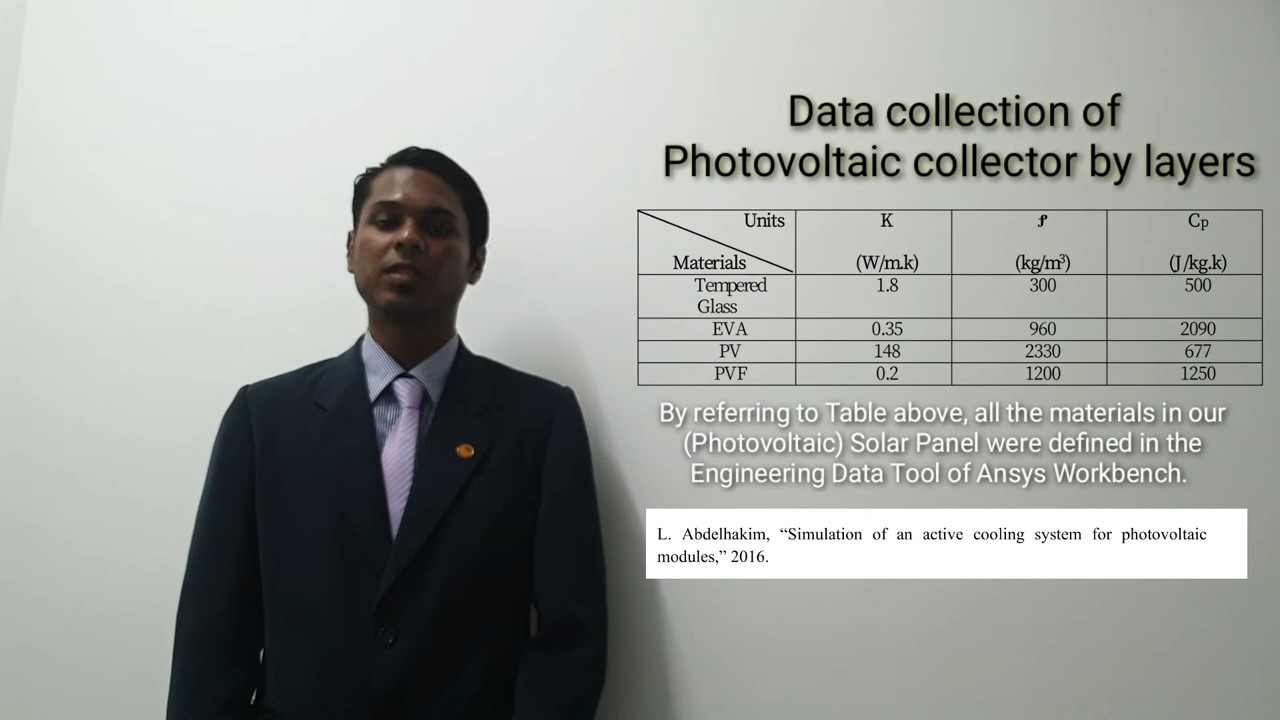 Data collection of
Photovoltaic collector by layers
Units K ƒ Cp
Materials (W/m.k) (kg/m³) (J/kg.k)
Tempered 1.8 300 500
Glass
EVA 0.35 960 2090
PV 148 2330 677
PVF 0.2 1200 1250
By referring to Table above, all the materials in our
(Photovoltaic) Solar Panel were defined in the
Engineering Data Tool of Ansys Workbench.
L. Abdelhakim, “Simulation of an active cooling system for photovoltaic
modules,” 2016.